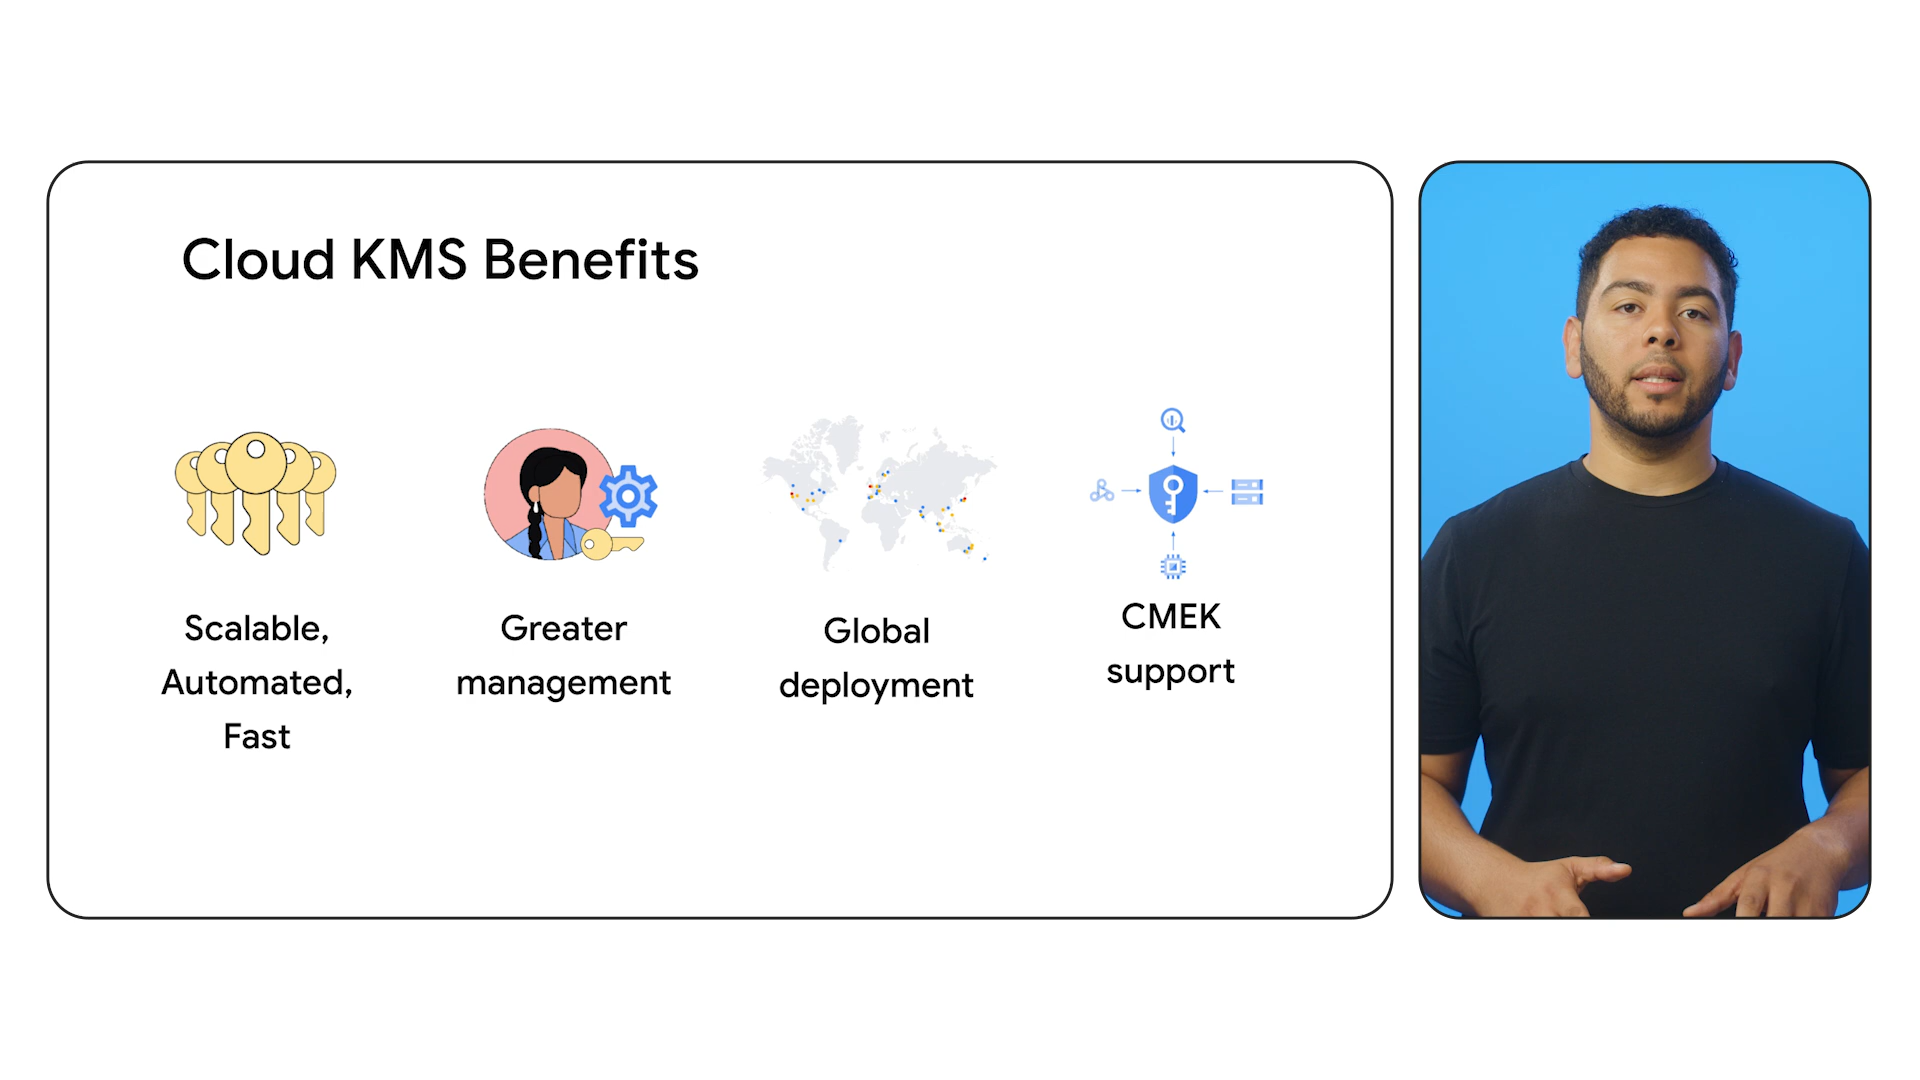 Cloud KMS Benefits
Scalable,
Automated,
Fast
Greater
management
Global
deployment
CMEK
support